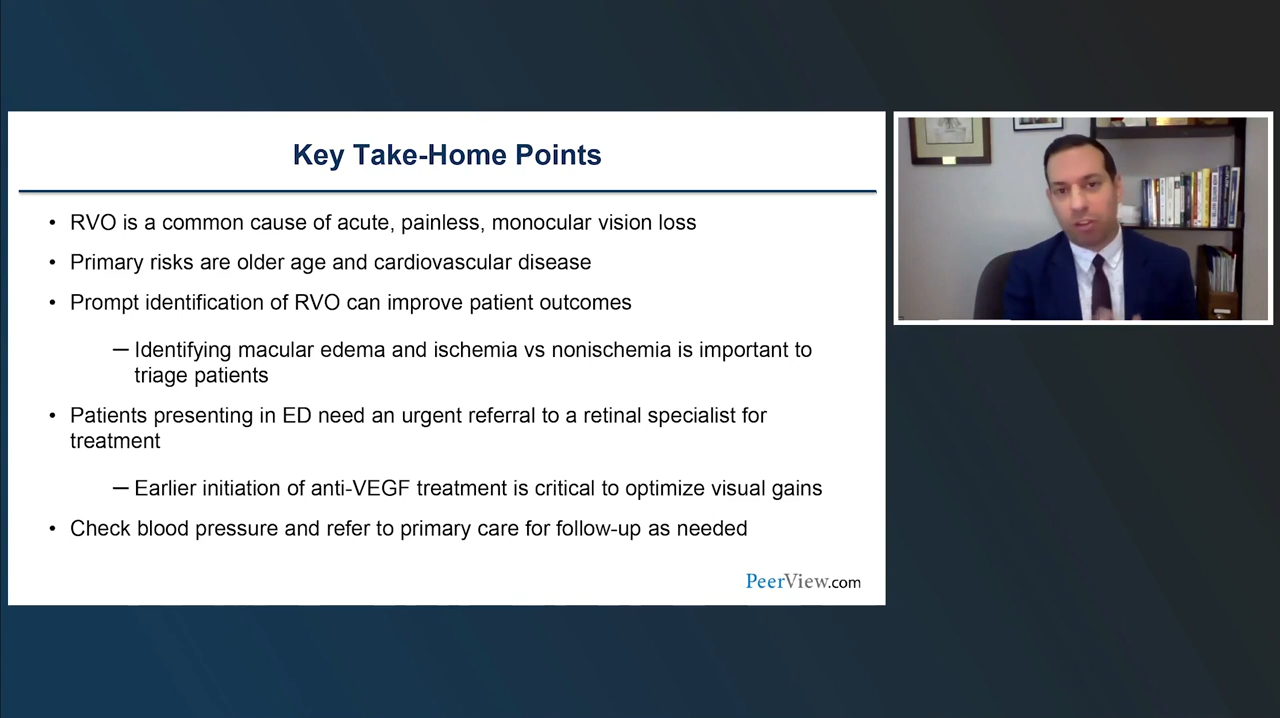 Key Take-Home Points
• RVO is a common cause of acute, painless, monocular vision loss
• Primary risks are older age and cardiovascular disease
• Prompt identification of RVO can improve patient outcomes
— Identifying macular edema and ischemia vs nonischemia is important to
triage patients
• Patients presenting in ED need an urgent referral to a retinal specialist for
treatment
— Earlier initiation of anti-VEGF treatment is critical to optimize visual gains
• Check blood pressure and refer to primary care for follow-up as needed
PeerView.com